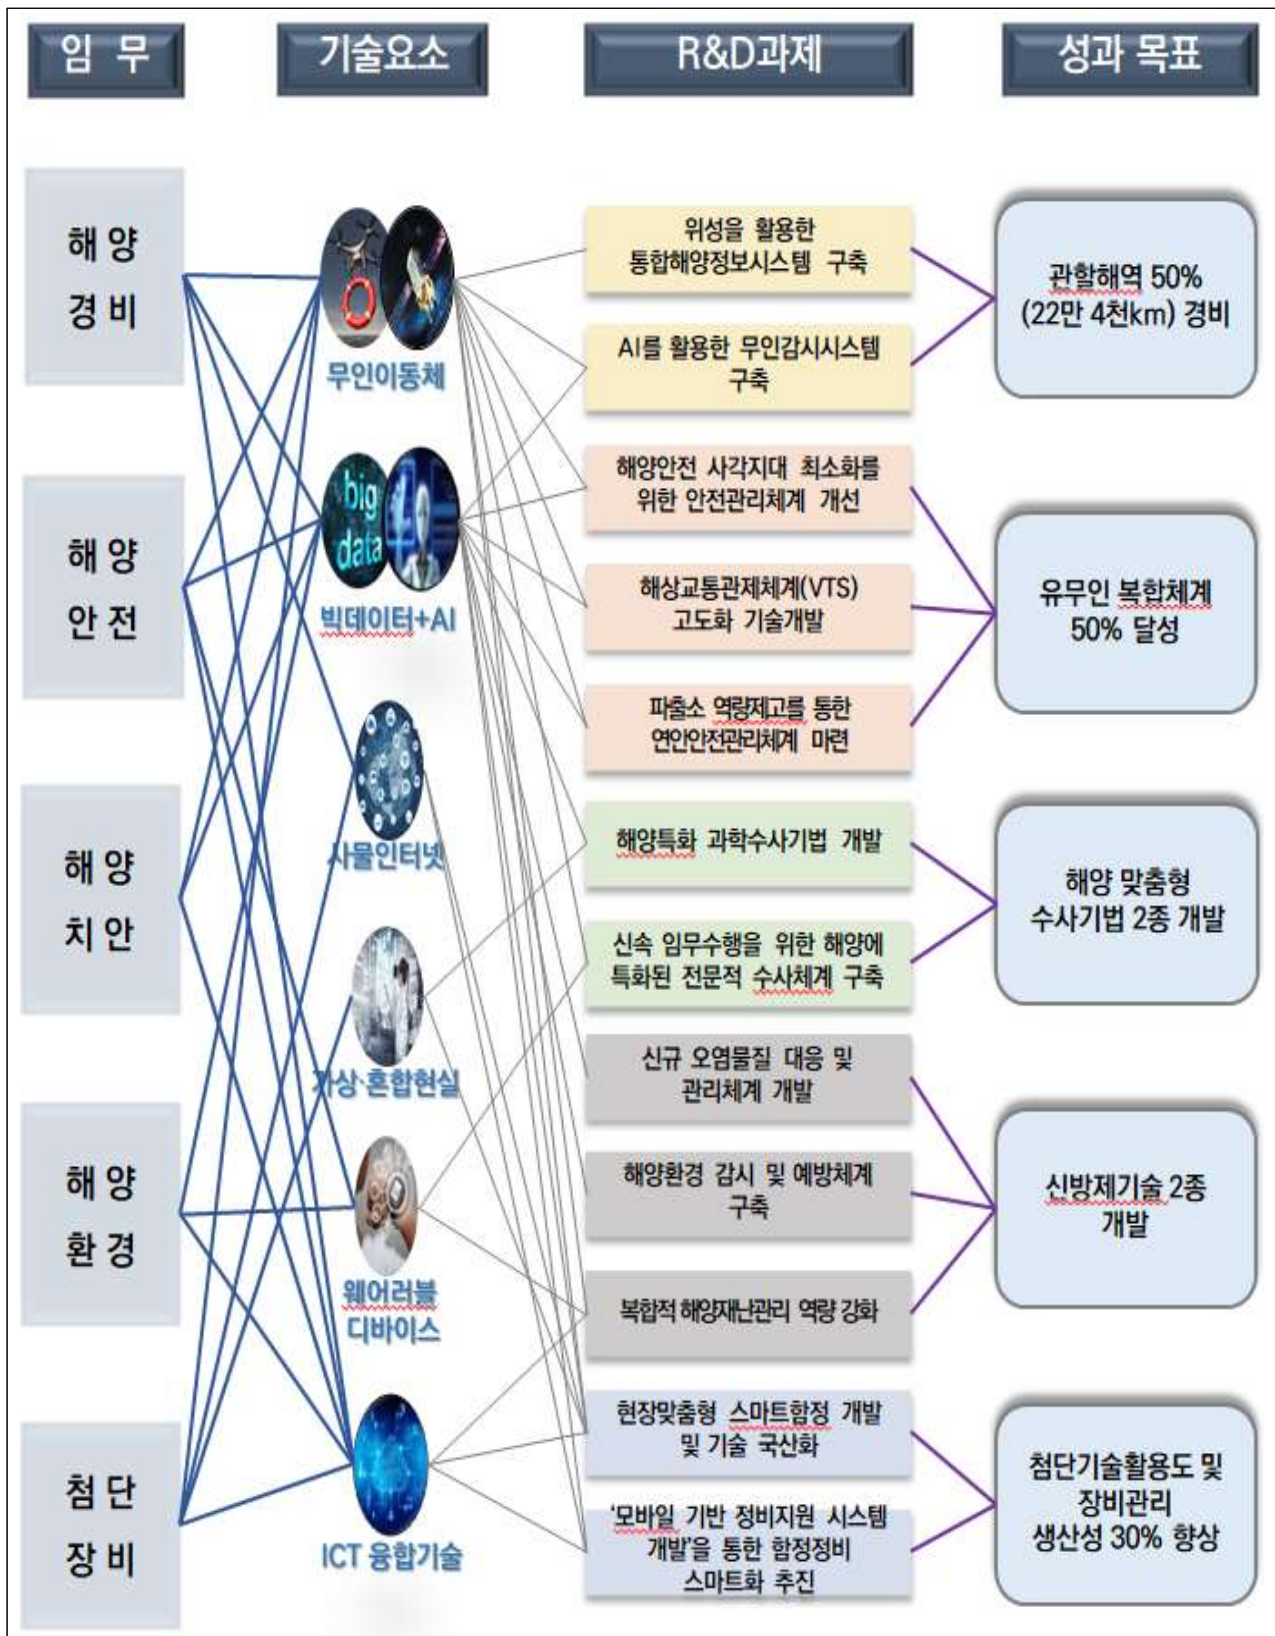 임 무
기술요소
R&D과제
성과 목표
해 양
경 비
해 양
안 전
해 양
치 안
해 양
환 경
첨 단
장 비
무인이동체
big
data
빅데이터+AI
사물인터넷
가상·혼합현실
웨어러블
디바이스
ICT 융합기술
위성을 활용한
통합해양정보시스템 구축
AI를 활용한 무인감시시스템
구축
해양안전 사각지대 최소화를
위한 안전관리체계 개선
해상교통관제체계(VTS)
고도화 기술개발
파출소 역량제고를 통한
연안안전관리체계 마련
해양특화 과학수사기법 개발
신속 임무수행을 위한 해양에
특화된 전문적 수사체계 구축
신규 오염물질 대응 및
관리체계 개발
해양환경 감시 및 예방체계
구축
복합적 해양재난관리 역량 강화
현장맞춤형 스마트함정 개발
및 기술 국산화
'모바일 기반 정비지원 시스템
개발'을 통한 함정정비
스마트화 추진
관할해역 50%
(22만 4천km) 경비
유무인 복합체계
50% 달성
해양 맞춤형
수사기법 2종 개발
신방제기술 2종
개발
첨단기술활용도 및
장비관리
생산성 30% 향상